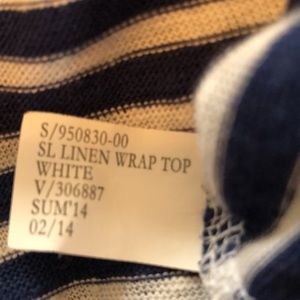 S/950830-00
SL LINEN WRAP TOP
WHITE
V/306887
SUM'14
02/14